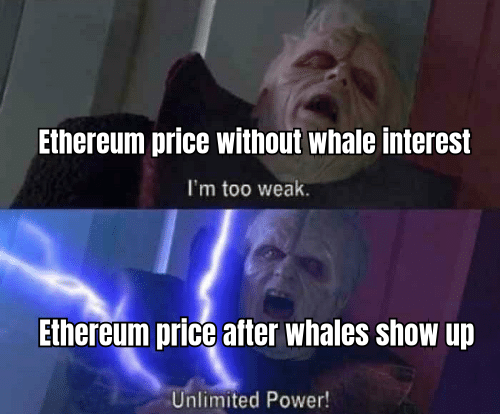 Ethereum price without whale interest
I'm too weak.
Ethereum price after whales show up
Unlimited Power!